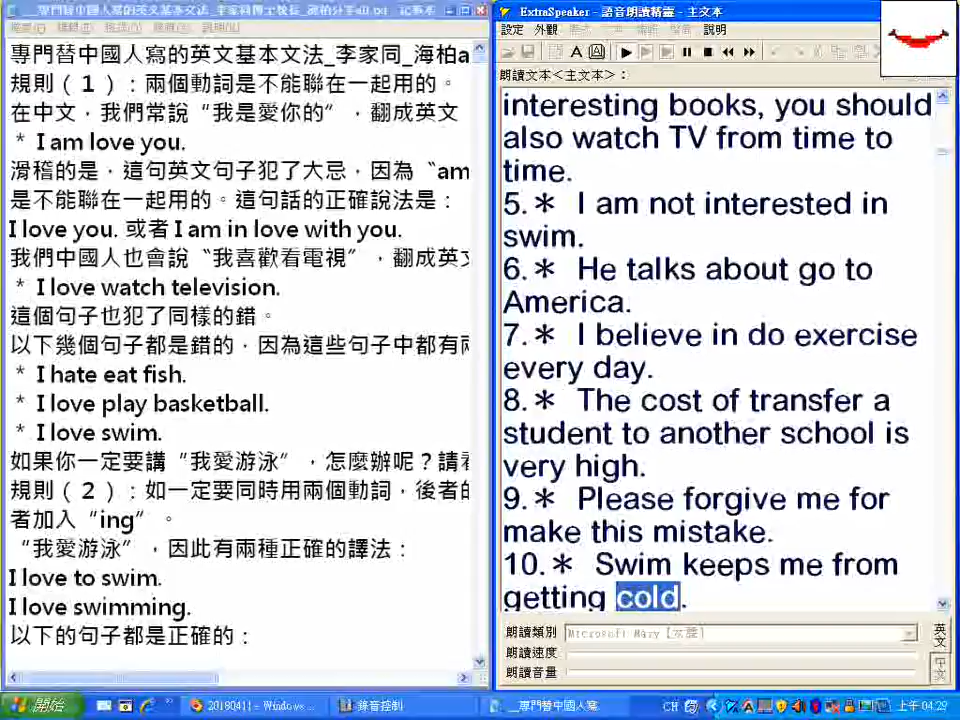 專門替中國人寫的英文基本文法_李家同_海柏a
規則（1）：兩個動詞是不能聯在一起用的。
在中文，我們常說“我是愛你的”，翻成英文
* I am love you.
滑稽的是，這句英文句子犯了大忌，因為“am
是不能聯在一起用的。這句話的正確說法是：
I love you. 或者 I am in love with you.
我們中國人也會說“我喜歡看電視”，翻成英文
* I love watch television.
這個句子也犯了同樣的錯。
以下幾個句子都是錯的，因為這些句子中都有兩
* I hate eat fish.
* I love play basketball.
* I love swim.
如果你一定要講“我愛游泳”，怎麼辦呢？請看
規則（2）：如一定要同時用兩個動詞，後者的
者加入“ing”。
“我愛游泳”，因此有兩種正確的譯法：
I love to swim.
I love swimming.
以下的句子都是正確的：
ExtraSpeaker - 語音朗讀精靈 - 主文本
設定 外觀 說明
朗讀文本<主文本>：
interesting books, you should
also watch TV from time to
time.
5.＊ I am not interested in
swim.
6.＊ He talks about go to
America.
7.＊ I believe in do exercise
every day.
8.＊ The cost of transfer a
student to another school is
very high.
9.＊ Please forgive me for
make this mistake.
10.＊ Swim keeps me from
getting cold.
朗讀類別 Microsoft Mary【英語】
朗讀速度
朗讀音量
英文
中文
開始
20180411 - Windows ...
錄音控制
__專門替中國人寫...
CH
上午 04:29